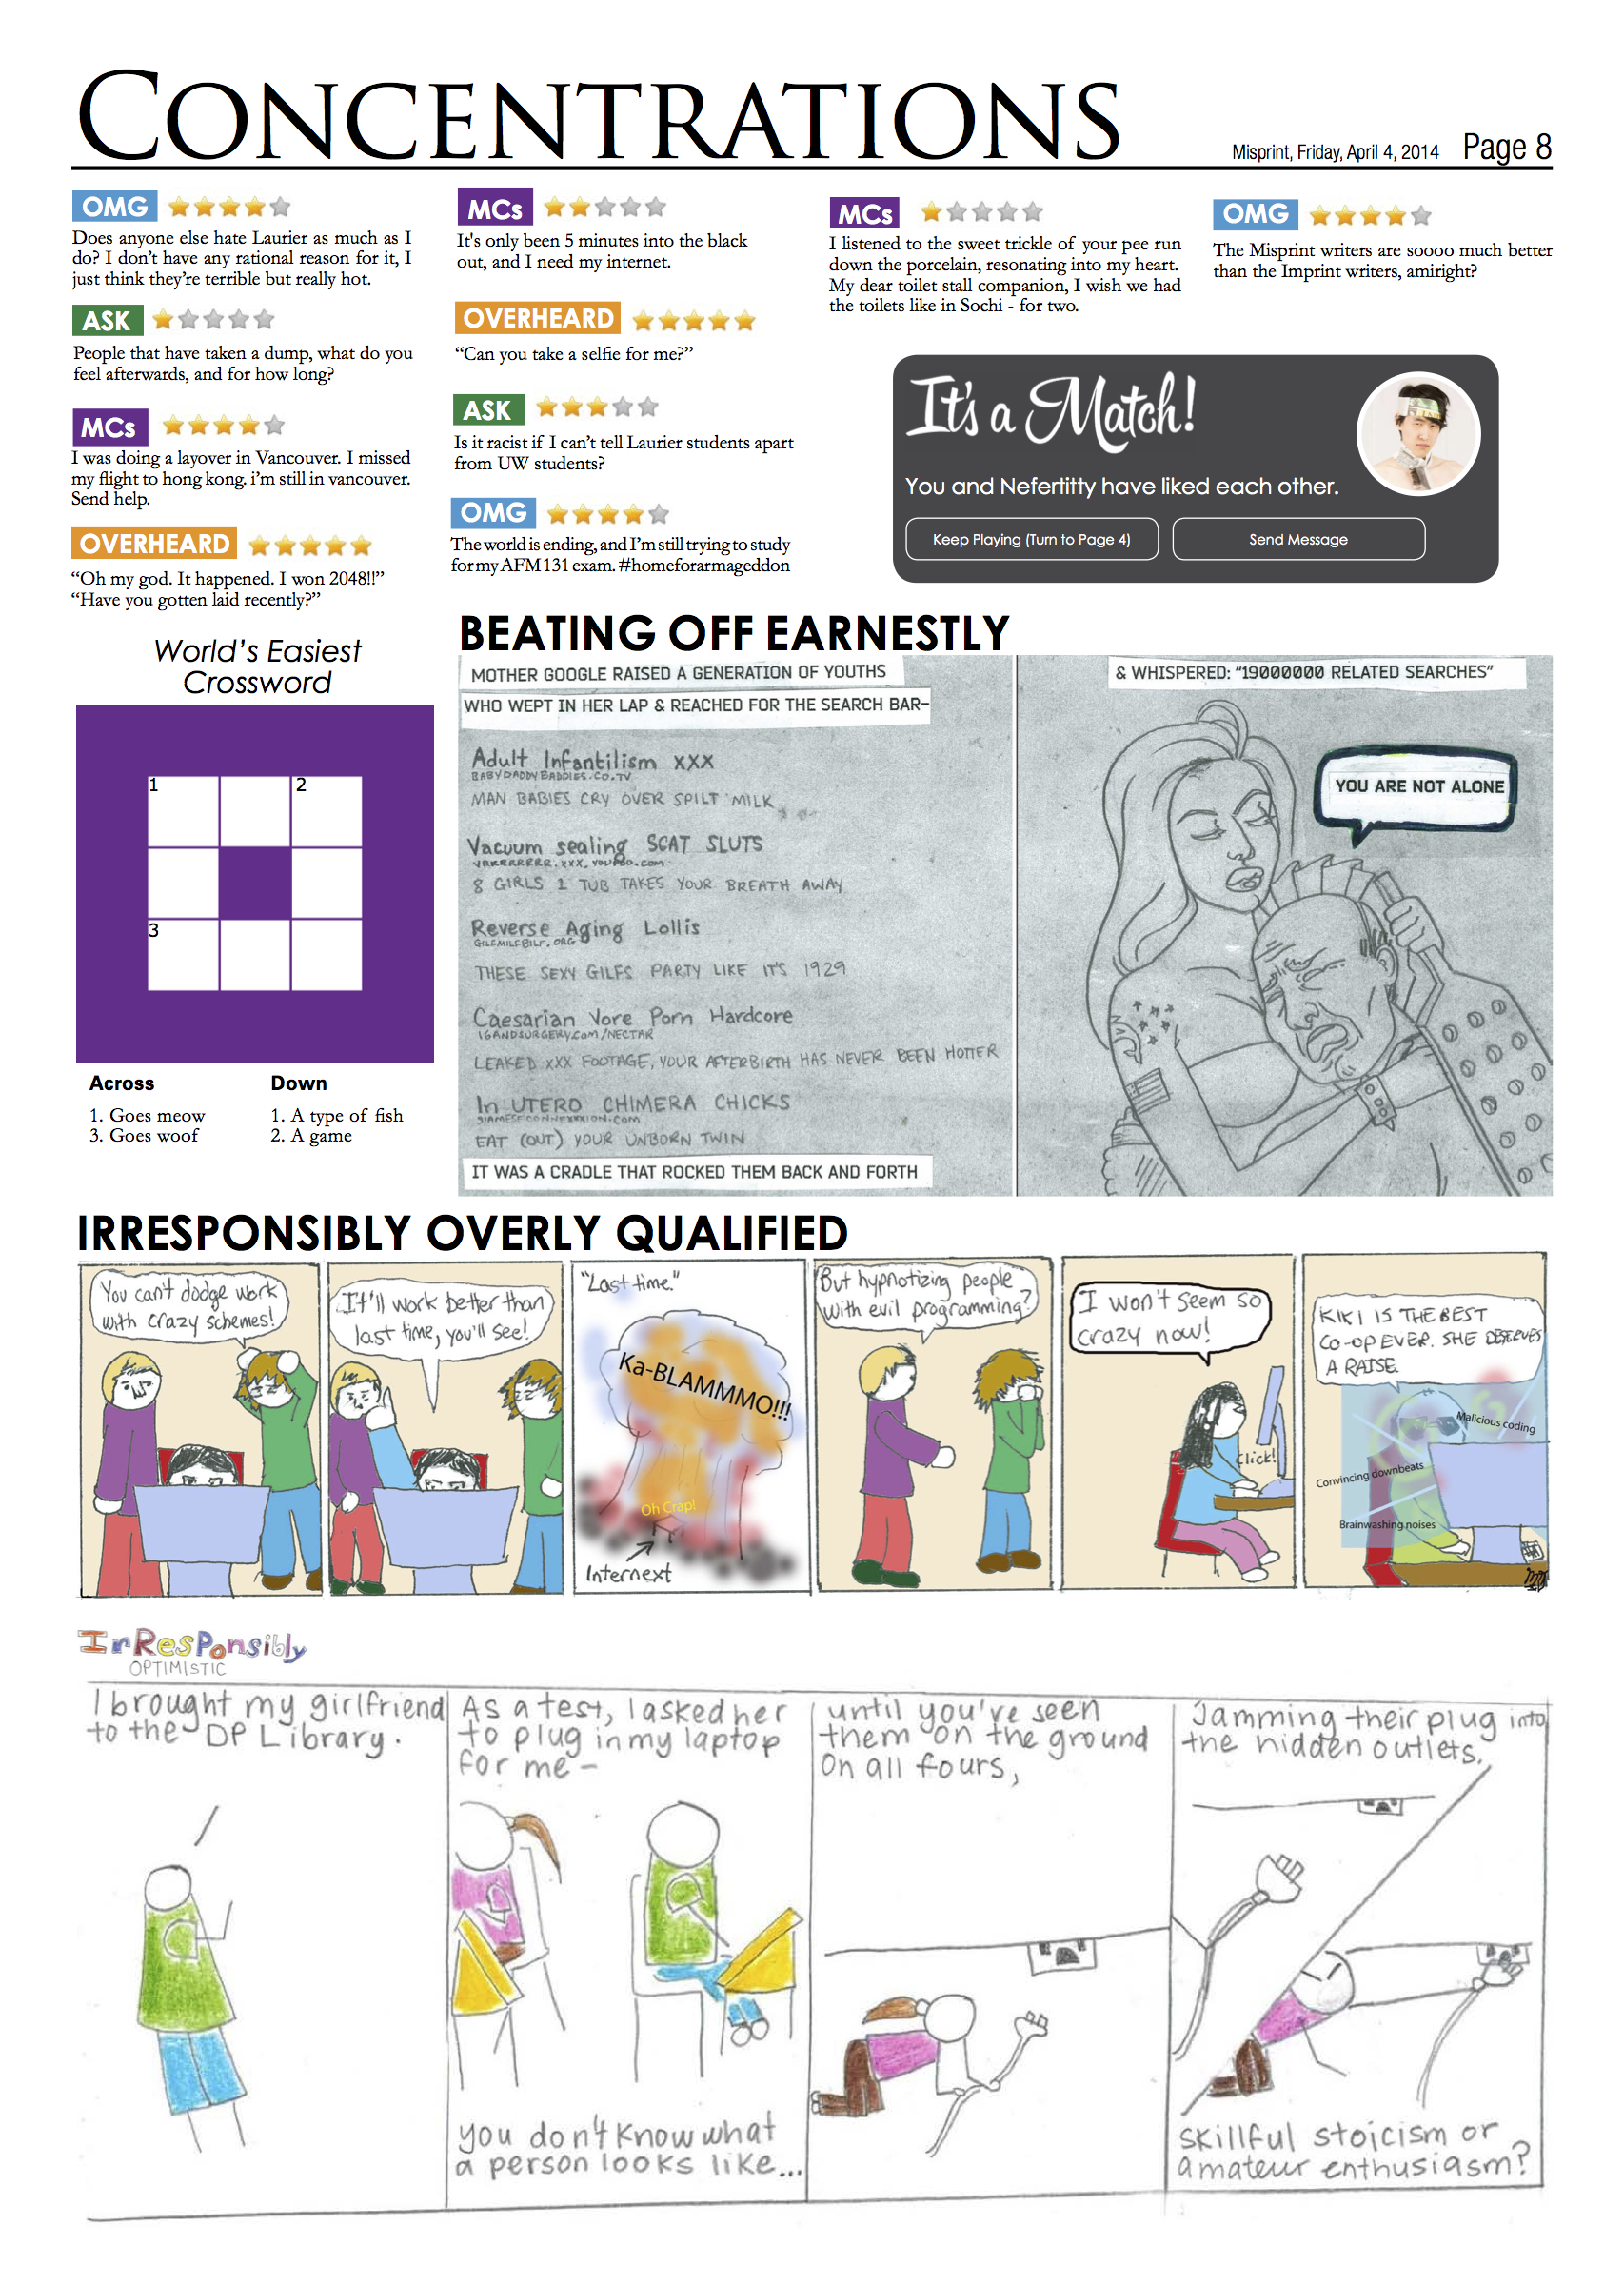 CONCENTRATIONS
Misprint, Friday, April 4, 2014 Page 8
OMG
Does anyone else hate Laurier as much as I
do? I don't have any rational reason for it, I
just think they're terrible but really hot.
ASK
People that have taken a dump, what do you
feel afterwards, and for how long?
MCs
I was doing a layover in Vancouver. I missed
my flight to hong kong. i'm still in vancouver.
Send help.
OVERHEARD
“Oh my god. It happened. I won 2048!!”
“Have you gotten laid recently?”
MCs
It's only been 5 minutes into the black
out, and I need my internet.
OVERHEARD
“Can you take a selfie for me?”
ASK
Is it racist if I can't tell Laurier students apart
from UW students?
OMG
The world is ending, and I'm still trying to study
for my AFM 131 exam. #homeforarmageddon
MCs
I listened to the sweet trickle of your pee run
down the porcelain, resonating into my heart.
My dear toilet stall companion, I wish we had
the toilets like in Sochi - for two.
OMG
The Misprint writers are soooo much better
than the Imprint writers, amiright?
It's a Match!
You and Nefertitty have liked each other.
Keep Playing (Turn to Page 4)
Send Message
World's Easiest
Crossword
1
2
3
Across
1. Goes meow
3. Goes woof
Down
1. A type of fish
2. A game
BEATING OFF EARNESTLY
MOTHER GOOGLE RAISED A GENERATION OF YOUTHS
WHO WEPT IN HER LAP & REACHED FOR THE SEARCH BAR–
Adult Infantilism xxx
BABYDADDYBADDIES.CO.TV
MAN BABIES CRY OVER SPILT MILK
Vacuum sealing SCAT SLUTS
8 GIRLS 1 TUB TAKES YOUR BREATH AWAY
Reverse Aging Lollis
GILFMILFBILF.ORG
THESE SEXY GILFS PARTY LIKE IT'S 1929
Caesarian Vore Porn Hardcore
16ANDSURGERY.COM/NECTAR
LEAKED XXX FOOTAGE, YOUR AFTERBIRTH HAS NEVER BEEN HOTTER
In UTERO CHIMERA CHICKS
EAT (OUT) YOUR UNBORN TWIN
IT WAS A CRADLE THAT ROCKED THEM BACK AND FORTH
& WHISPERED: “19000000 RELATED SEARCHES”
YOU ARE NOT ALONE
IRRESPONSIBLY OVERLY QUALIFIED
You can't dodge work
with crazy schemes!
It'll work better than
last time, you'll see!
"Last time."
Ka-BLAMMMO!!!
Oh Crap!
Internext
But hypnotizing people
with evil programming?
I won't seem so
crazy now!
Click!
KIKI IS THE BEST
CO-OP EVER. SHE DESERVES
A RAISE.
Malicious coding
Convincing downbeats
Brainwashing noises
IrResPonsibly
OPTIMISTIC
I brought my girlfriend
to the DP Library.
As a test, I asked her
to plug in my laptop
for me –
you don't know what
a person looks like...
until you've seen
them on the ground
On all fours,
Jamming their plug into
the hidden outlets.
skillful stoicism or
amateur enthusiasm?